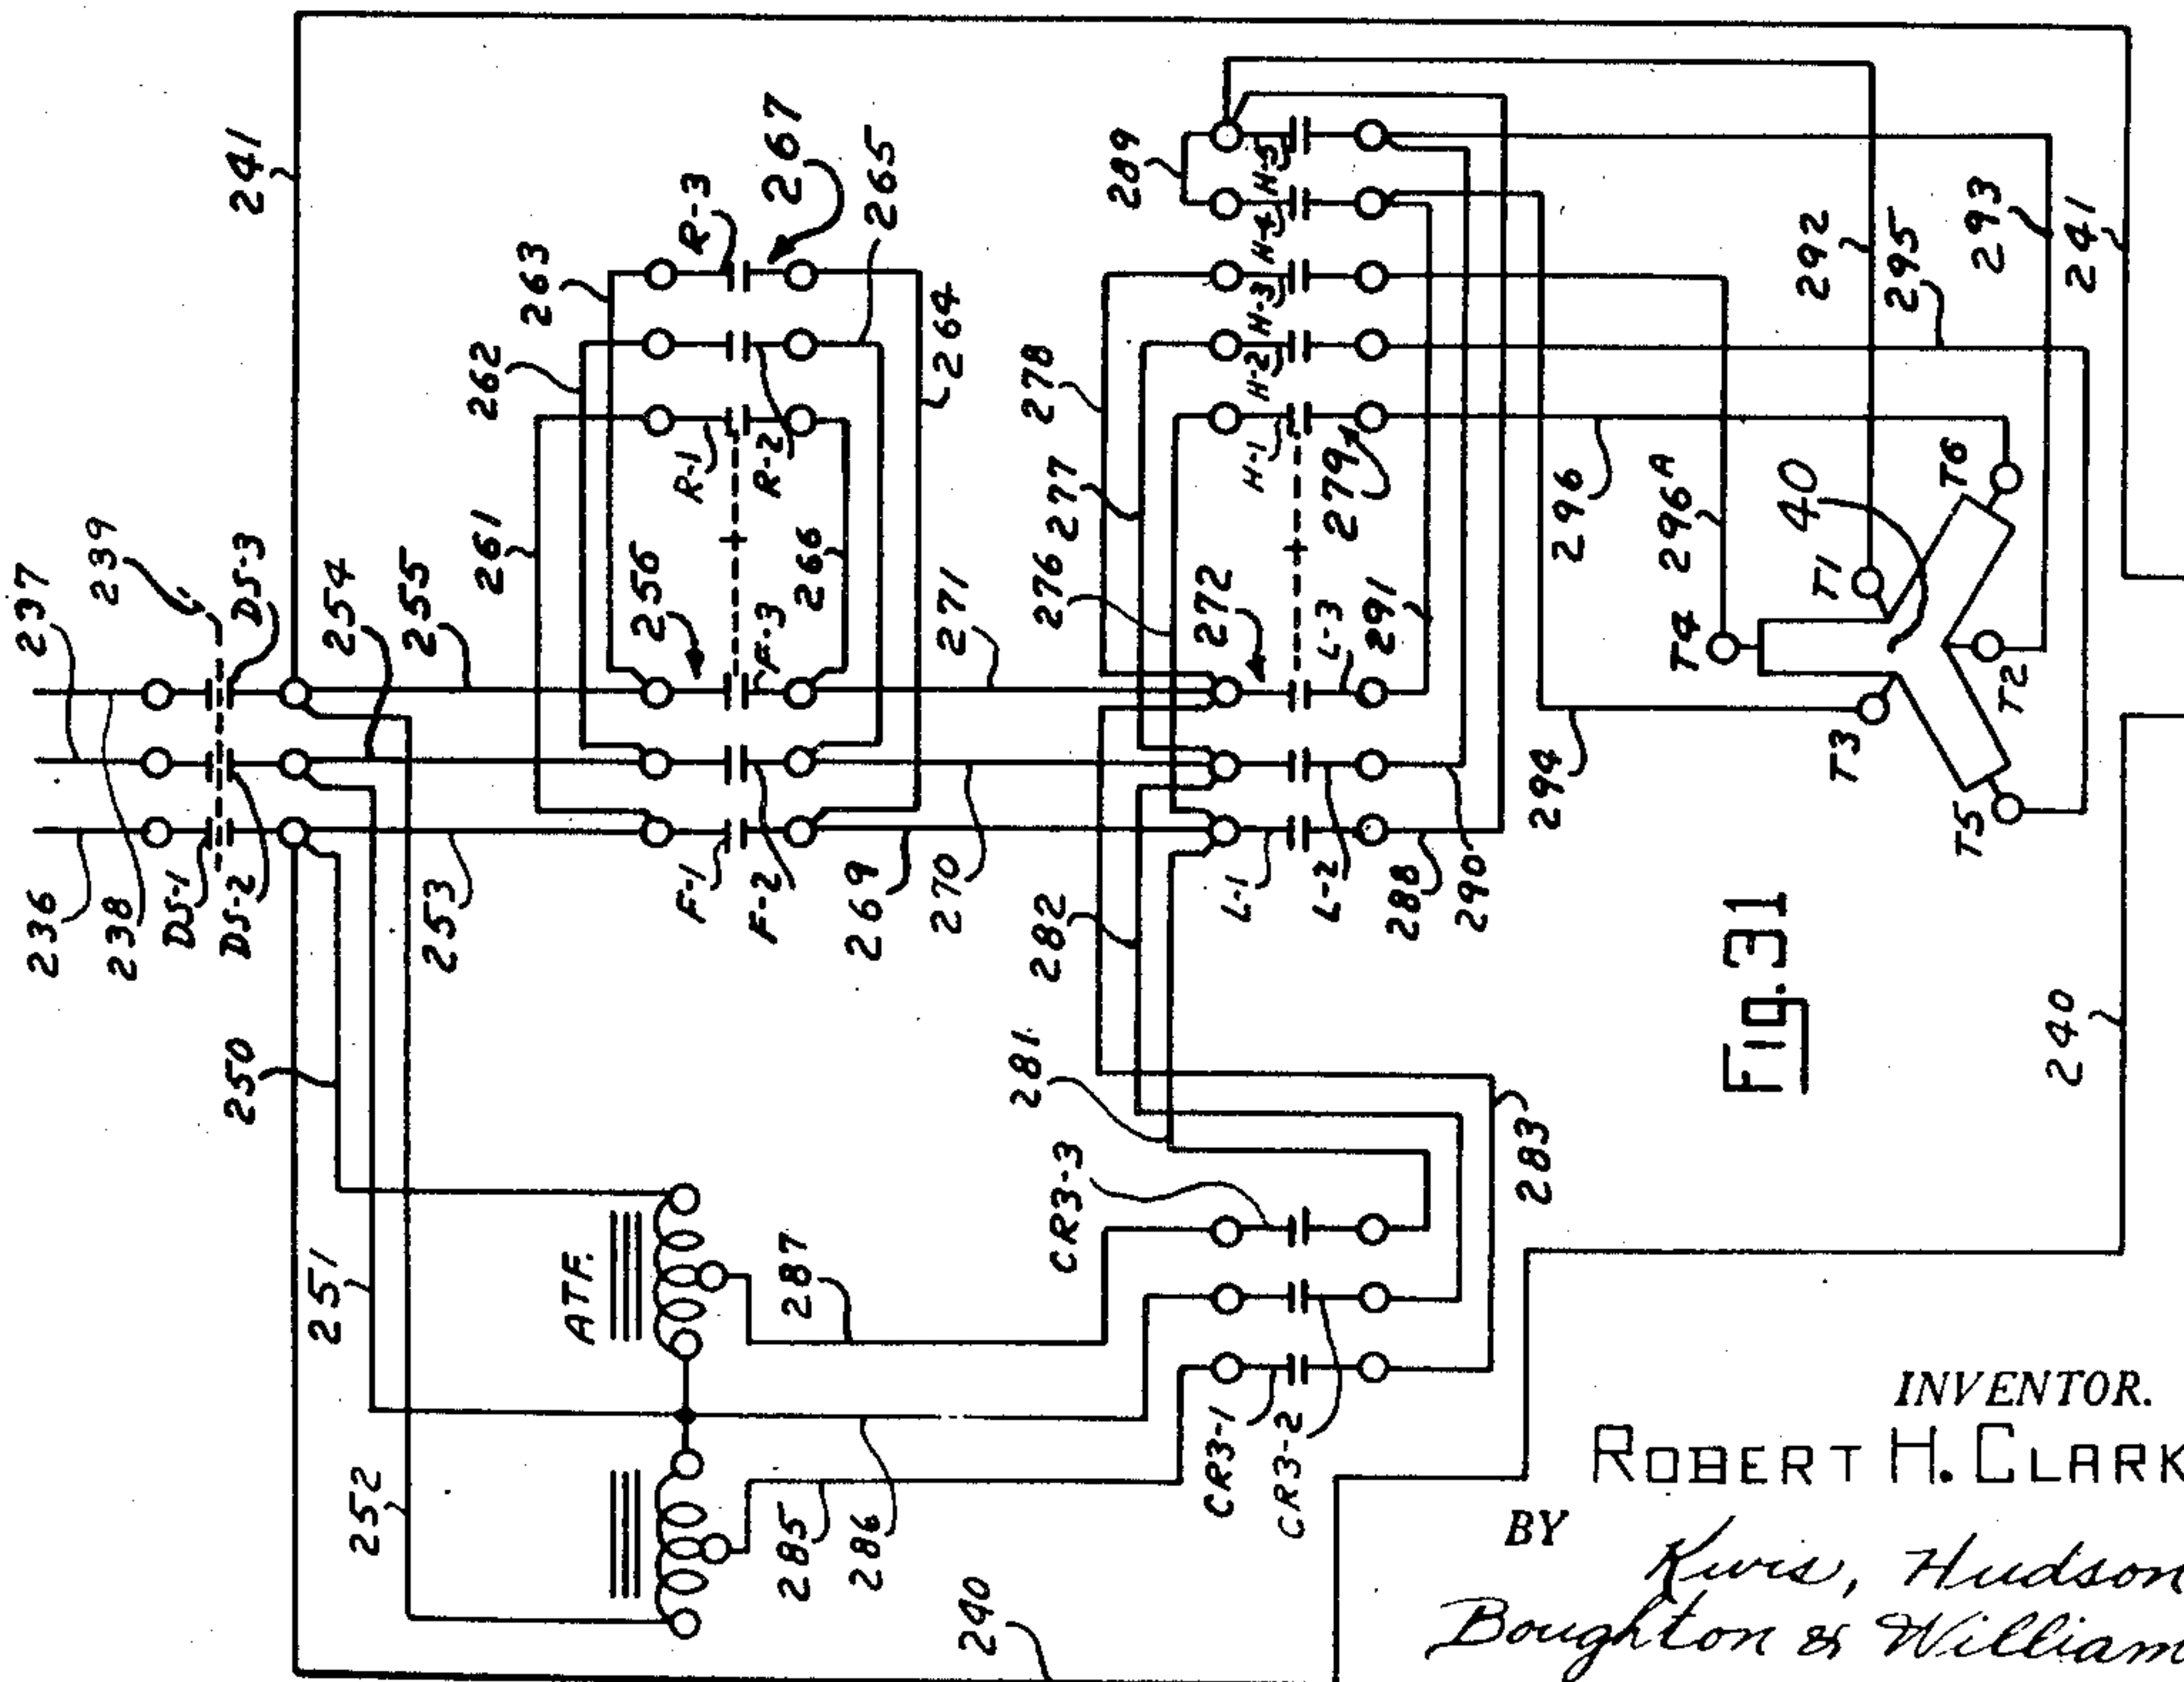 236
238
DS-1
DS-2
237
239
DS-3
254
255
241
253
250
251
252
261
262
263
R-3
267
265
R-1
R-2
256
F-3
266
264
F-1
F-2
269
270
271
ATF.
287
285
286
240
281
282
276
277
278
289
H-5
H-4
H-3
H-2
H-1
279
272
L-3
291
L-1
L-2
288
290
CR3-3
CR3-1
CR3-2
283
294
296
296A
292
295
293
241
40
T4
T1
T6
T3
T2
T5
240
Fig. 31
INVENTOR.
ROBERT H. CLARK
BY
Kwis, Hudson
Boughton & William